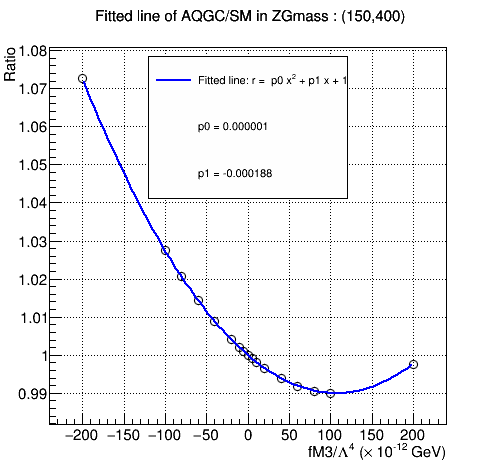 Fitted line of AQGC/SM in ZGmass : (150,400)
Ratio
1.08
1.07
1.06
1.05
1.04
1.03
1.02
1.01
1
0.99
Fitted line: r = p0 x² + p1 x + 1
p0 = 0.000001
p1 = -0.000188
−200 −150 −100 −50 0 50 100 150 200
fM3/Λ⁴ (× 10⁻¹² GeV)